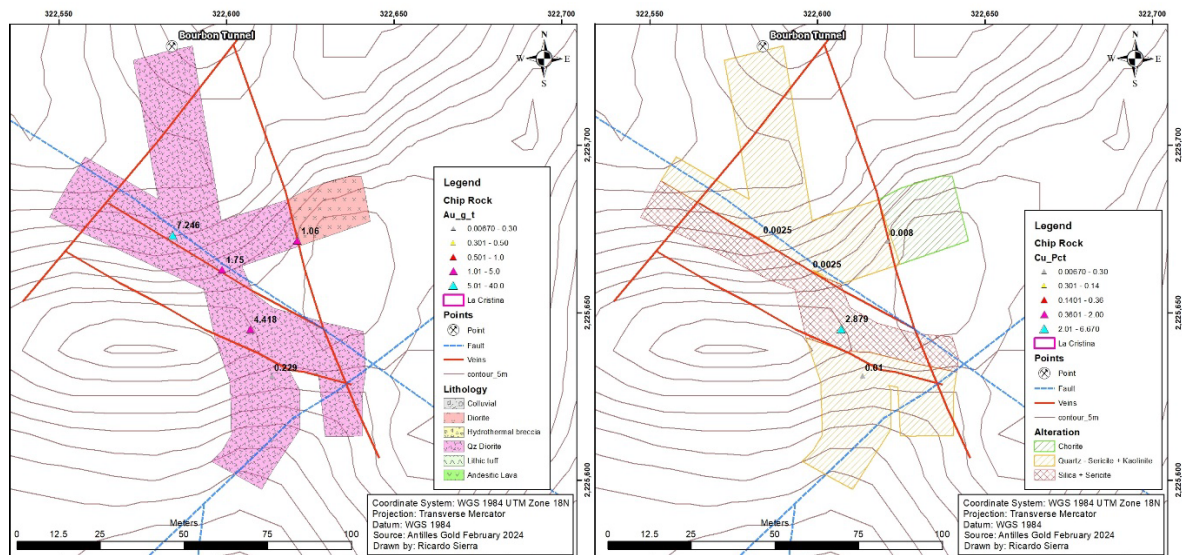 322,550 322,600 322,650 322,700
Bourbon Tunnel
N
W E
S
2,225,700
2,225,650
2,225,600
7.246
1.75
1.06
4.418
0.229
Legend
Chip Rock
Au_g_t
0.00670 - 0.30
0.301 - 0.50
0.501 - 1.0
1.01 - 5.0
5.01 - 40.0
La Cristina
Points
Point
Fault
Veins
contour_5m
Lithology
Colluvial
Diorite
Hydrothermal breccia
Qz Diorite
Lithic tuff
Andesitic Lava
Coordinate System: WGS 1984 UTM Zone 18N
Projection: Transverse Mercator
Datum: WGS 1984
Source: Antilles Gold February 2024
Drawn by: Ricardo Sierra
Meters
0 12.5 25 50 75 100
322,550 322,600 322,650 322,700
Bourbon Tunnel
N
W E
S
2,225,700
2,225,650
2,225,600
0.0025
0.008
0.0025
2.879
0.01
Legend
Chip Rock
Cu_Pct
0.00670 - 0.30
0.301 - 0.14
0.1401 - 0.36
0.3601 - 2.00
2.01 - 6.670
La Cristina
Points
Point
Fault
Veins
contour_5m
Alteration
Chlorite
Quartz - Sericite + Kaolinite
Silica + Sericite
Coordinate System: WGS 1984 UTM Zone 18N
Projection: Transverse Mercator
Datum: WGS 1984
Source: Antilles Gold February 2024
Drawn by: Ricardo Sierra
Meters
0 12.5 25 50 75 100